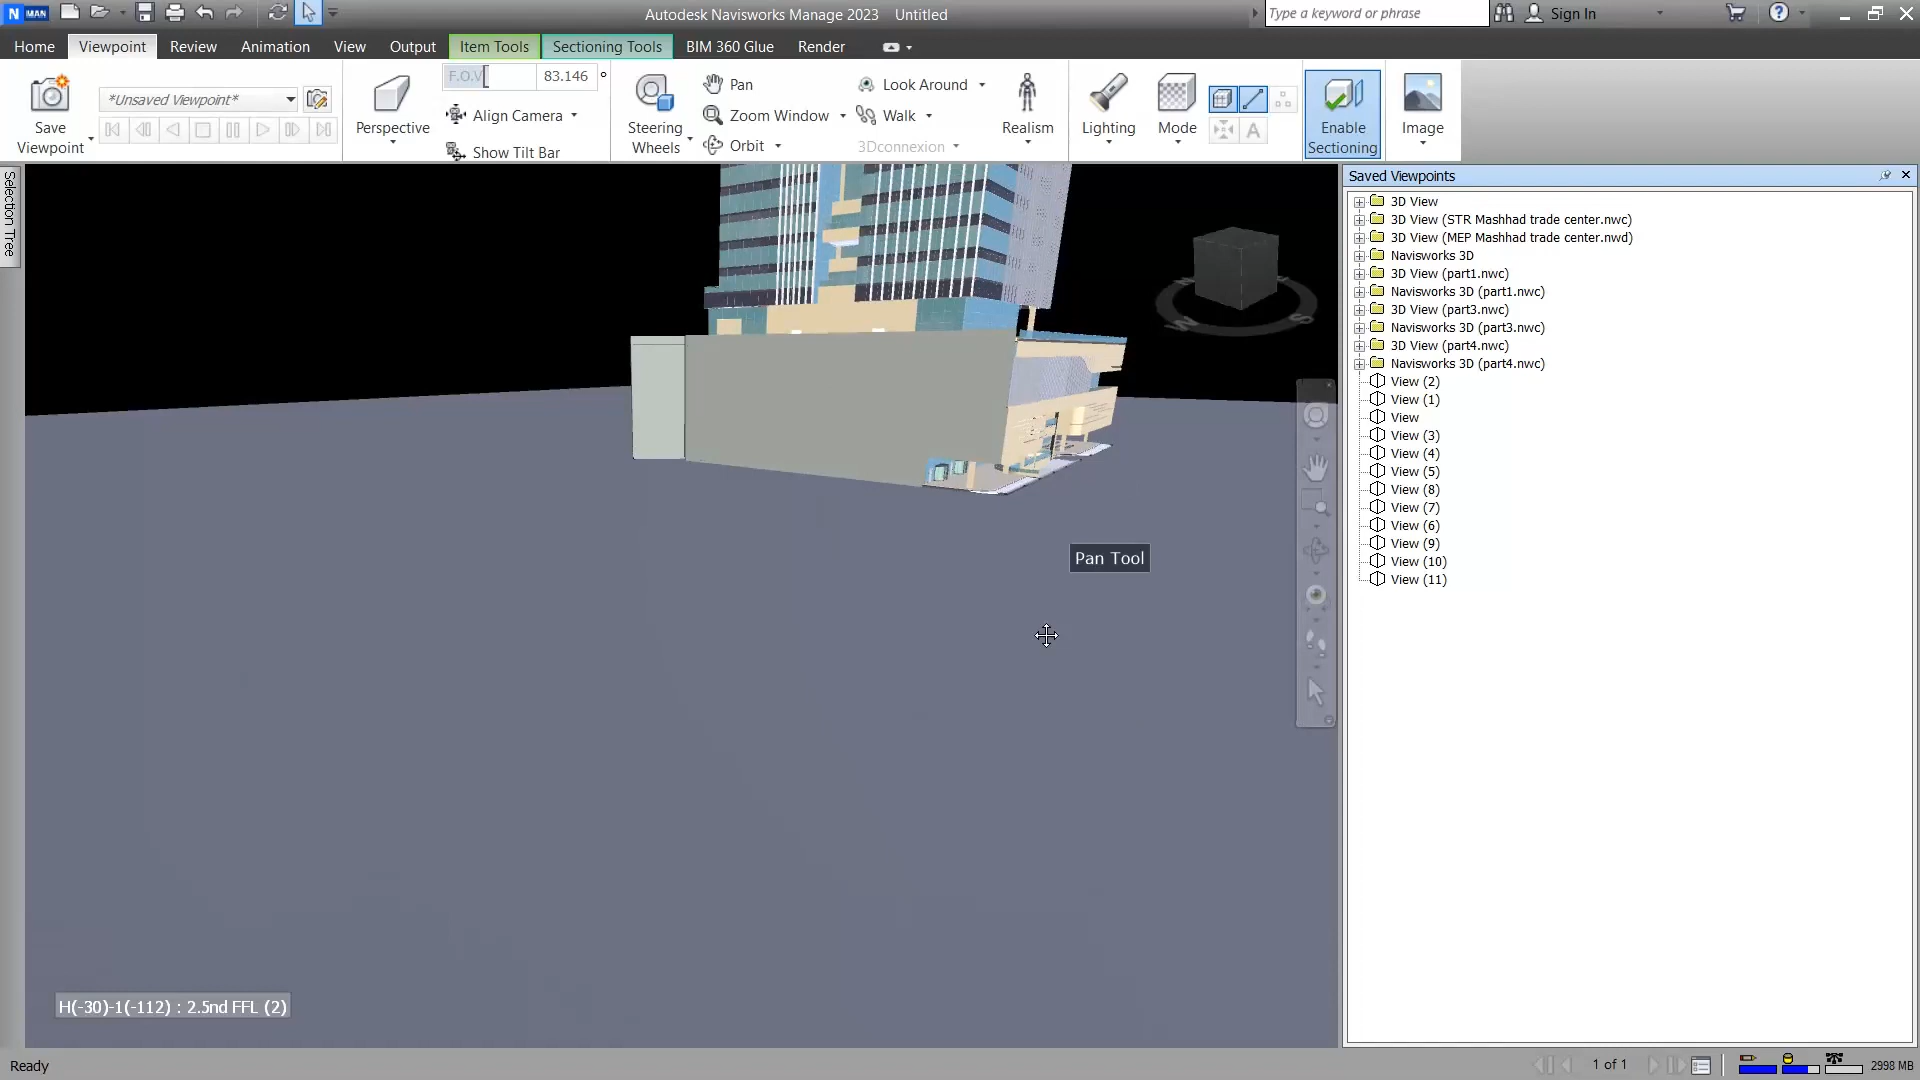 N MAN
Autodesk Navisworks Manage 2023 Untitled
Type a keyword or phrase
Sign In
Home Viewpoint Review Animation View Output Item Tools Sectioning Tools BIM 360 Glue Render
Save Viewpoint
*Unsaved Viewpoint*
Perspective
F.O.V 83.146 °
Align Camera
Show Tilt Bar
Steering Wheels
Pan
Zoom Window
Orbit
Look Around
Walk
3Dconnexion
Realism
Lighting
Mode
A
Enable Sectioning
Image
Selection Tree
Saved Viewpoints
3D View
3D View (STR Mashhad trade center.nwc)
3D View (MEP Mashhad trade center.nwd)
Navisworks 3D
3D View (part1.nwc)
Navisworks 3D (part1.nwc)
3D View (part3.nwc)
Navisworks 3D (part3.nwc)
3D View (part4.nwc)
Navisworks 3D (part4.nwc)
View (2)
View (1)
View
View (3)
View (4)
View (5)
View (8)
View (7)
View (6)
View (9)
View (10)
View (11)
W
S
Pan Tool
H(-30)-1(-112) : 2.5nd FFL (2)
Ready
1 of 1
2998 MB